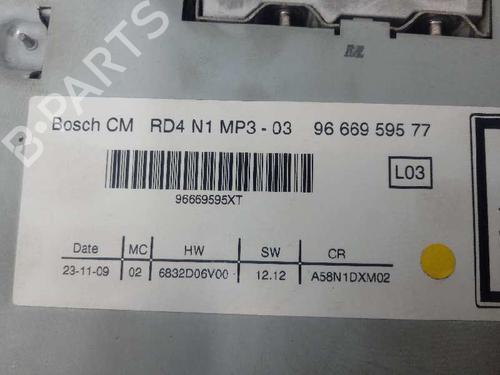 M
Bosch CM RD4 N1 MP3 - 03 96 669 595 77
L03
96669595XT
Date MC HW SW CR
23-11-09 02 6832D06V00 12.12 A58N1DXM02
B-PARTS